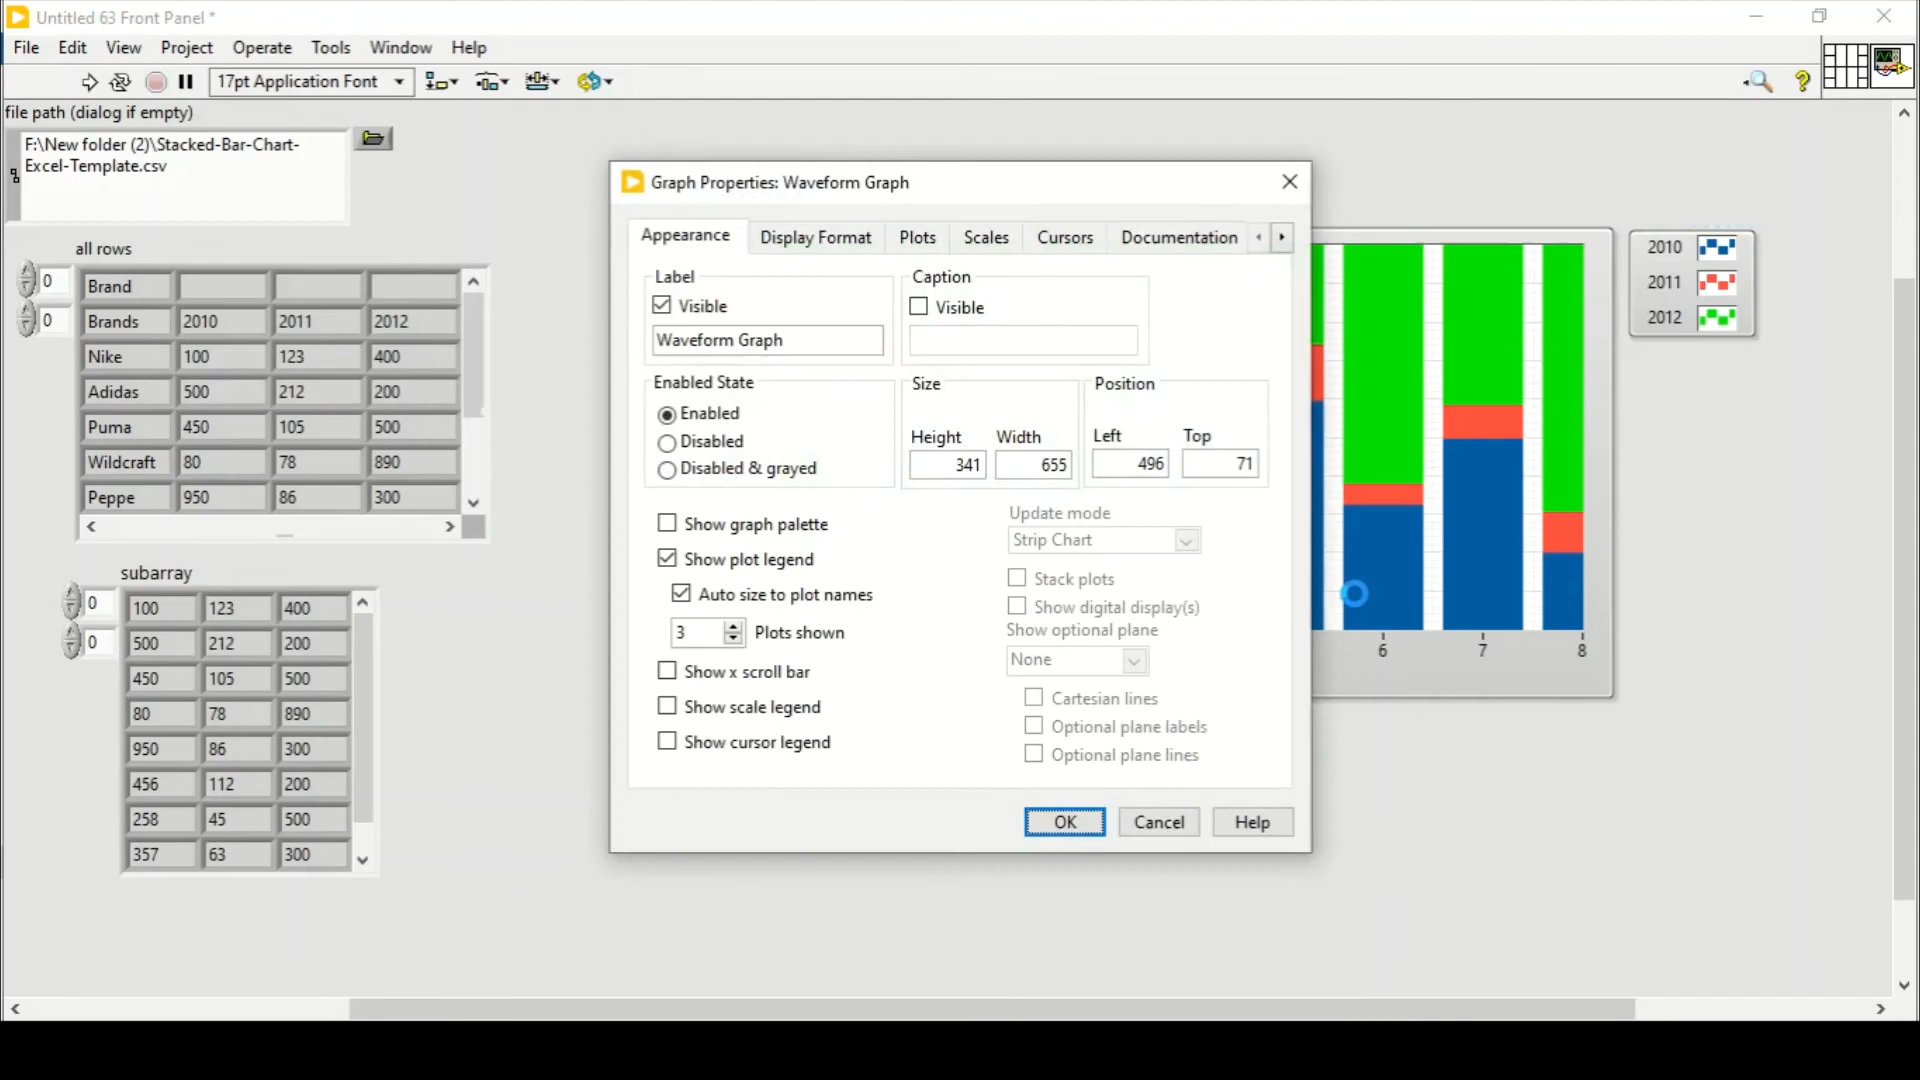 Untitled 63 Front Panel *
File Edit View Project Operate Tools Window Help
17pt Application Font
file path (dialog if empty)
F:\New folder (2)\Stacked-Bar-Chart-
Excel-Template.csv
all rows
0
0
Brand
Brands 2010 2011 2012
Nike 100 123 400
Adidas 500 212 200
Puma 450 105 500
Wildcraft 80 78 890
Peppe 950 86 300
subarray
0
0
100 123 400
500 212 200
450 105 500
80 78 890
950 86 300
456 112 200
258 45 500
357 63 300
Graph Properties: Waveform Graph
Appearance Display Format Plots Scales Cursors Documentation
Label
Visible
Waveform Graph
Caption
Visible
Enabled State
Enabled
Disabled
Disabled & grayed
Size
Height Width
341 655
Position
Left Top
496 71
Show graph palette
Show plot legend
Auto size to plot names
3 Plots shown
Show x scroll bar
Show scale legend
Show cursor legend
Update mode
Strip Chart
Stack plots
Show digital display(s)
Show optional plane
None
Cartesian lines
Optional plane labels
Optional plane lines
OK Cancel Help
6 7 8
2010
2011
2012